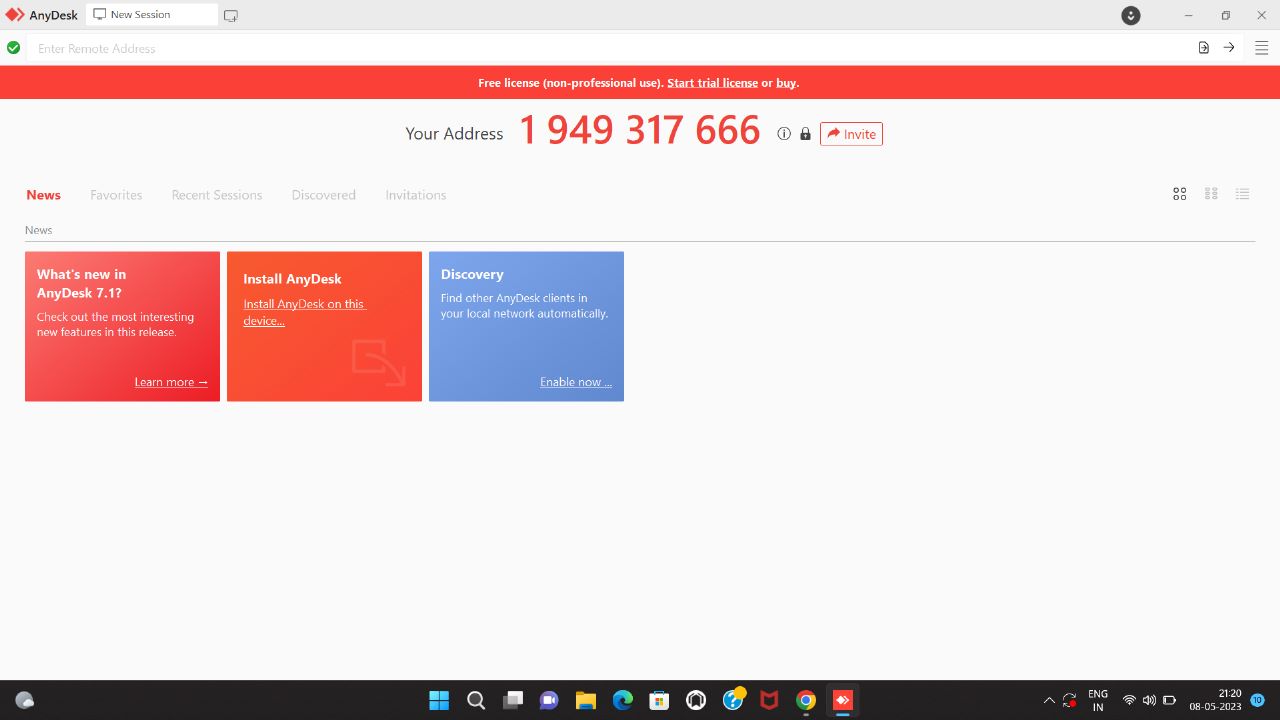 AnyDesk
New Session
Enter Remote Address
Free license (non-professional use). Start trial license or buy.
Your Address 1 949 317 666 Invite
News Favorites Recent Sessions Discovered Invitations
News
What's new in
AnyDesk 7.1?
Check out the most interesting
new features in this release.
Learn more →
Install AnyDesk
Install AnyDesk on this
device...
Discovery
Find other AnyDesk clients in
your local network automatically.
Enable now ...
ENG
IN
21:20
08-05-2023
10